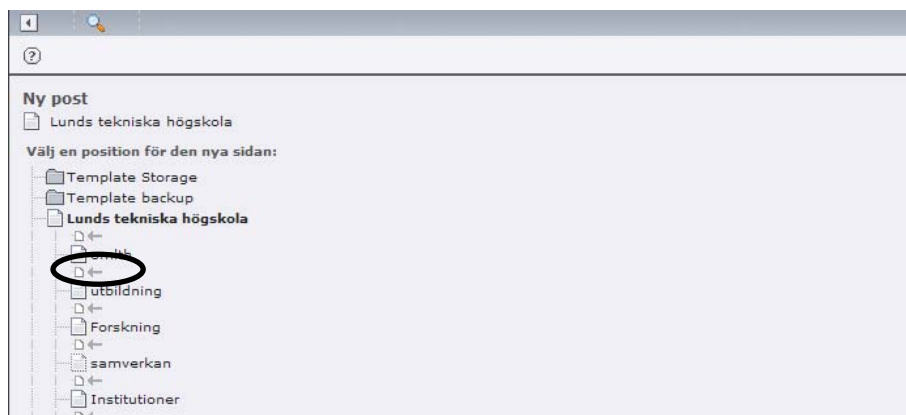 Ny post
Lunds tekniska högskola
Välj en position för den nya sidan:
Template Storage
Template backup
Lunds tekniska högskola
omlth
utbildning
Forskning
samverkan
Institutioner